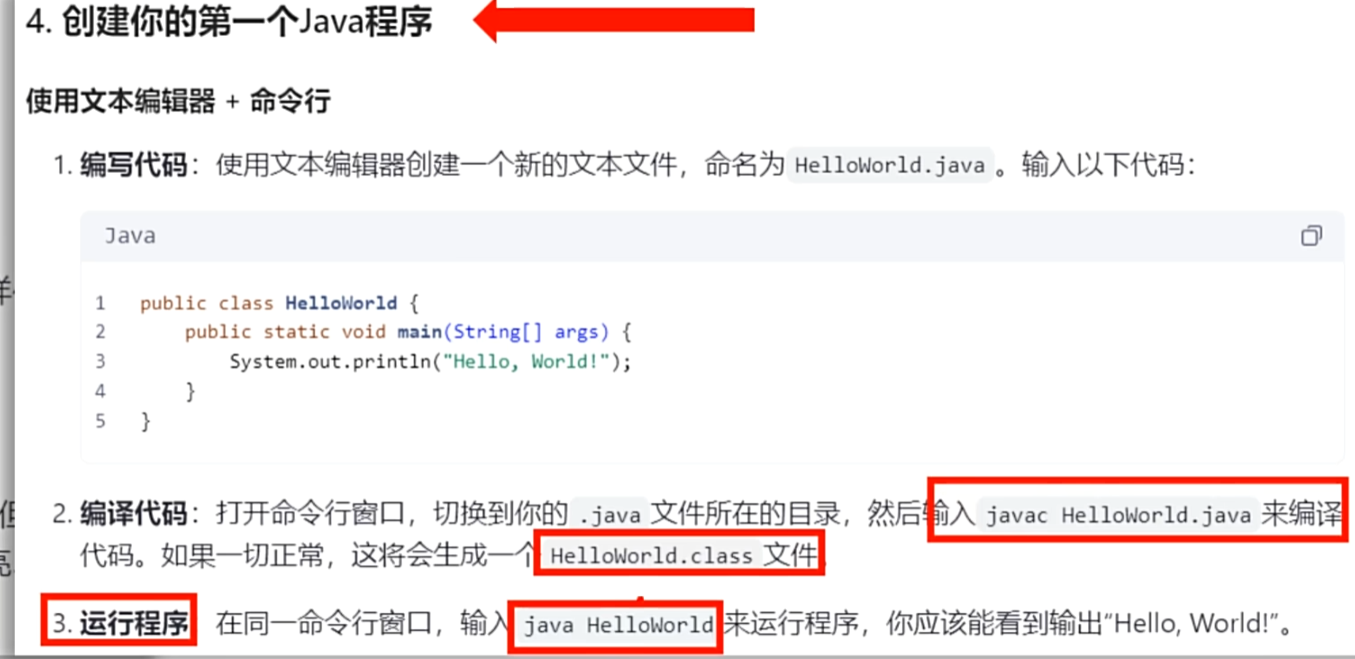 4. 创建你的第一个Java程序
使用文本编辑器 + 命令行
1. 编写代码：使用文本编辑器创建一个新的文本文件，命名为 HelloWorld.java 。输入以下代码：
Java
1 public class HelloWorld {
2 public static void main(String[] args) {
3 System.out.println("Hello, World!");
4 }
5 }
2. 编译代码：打开命令行窗口，切换到你的 .java 文件所在的目录，然后输入 javac HelloWorld.java 来编译
代码。如果一切正常，这将会生成一个 HelloWorld.class 文件
3. 运行程序 在同一命令行窗口，输入 java HelloWorld 来运行程序，你应该能看到输出“Hello, World!”。